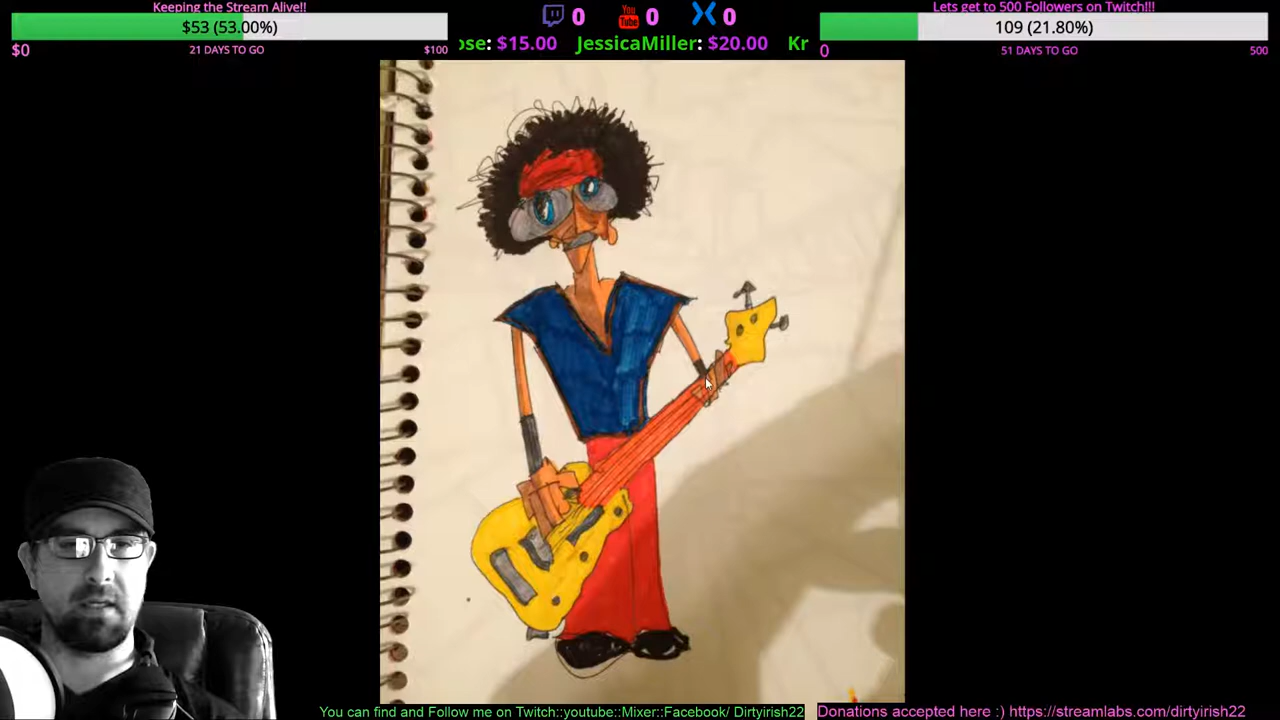 Keeping the Stream Alive!!
$53 (53.00%)
$0
21 DAYS TO GO
$100
You Tube
0
0
0
ose: $15.00 JessicaMiller: $20.00 Kr
Lets get to 500 Followers on Twitch!!!
109 (21.80%)
0
51 DAYS TO GO
500
You can find and Follow me on Twitch::youtube::Mixer::Facebook/ Dirtyirish22
Donations accepted here :) https://streamlabs.com/dirtyirish22